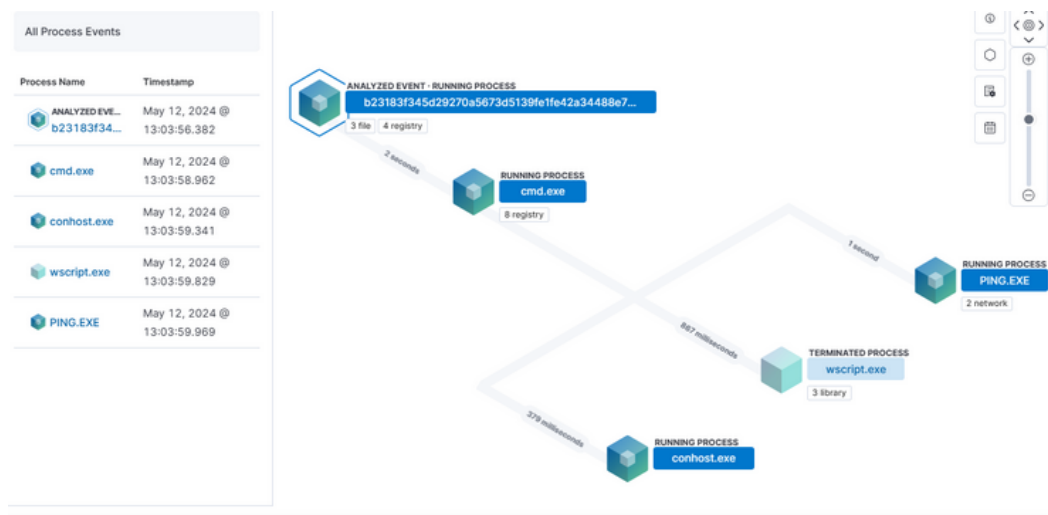 All Process Events
Process Name Timestamp
ANALYZED EVE...
b23183f34...
May 12, 2024 @
13:03:56.382
cmd.exe
May 12, 2024 @
13:03:58.962
conhost.exe
May 12, 2024 @
13:03:59.341
wscript.exe
May 12, 2024 @
13:03:59.829
PING.EXE
May 12, 2024 @
13:03:59.969
ANALYZED EVENT · RUNNING PROCESS
b23183f345d29270a5673d5139fe1fe42a34488e7...
3 file 4 registry
2 seconds
RUNNING PROCESS
cmd.exe
8 registry
1 second
RUNNING PROCESS
PING.EXE
2 network
867 milliseconds
TERMINATED PROCESS
wscript.exe
3 library
379 milliseconds
RUNNING PROCESS
conhost.exe